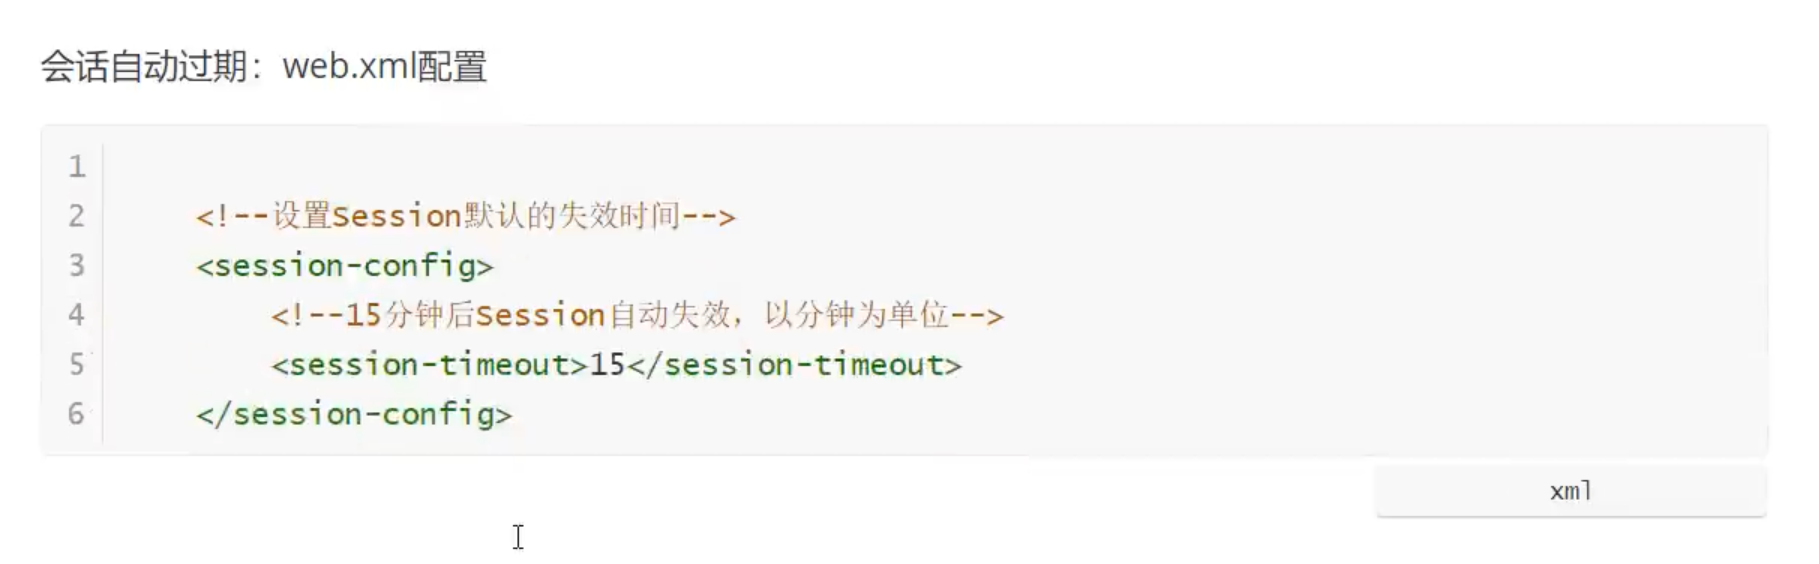 会话自动过期：web.xml配置
1
2 <!--设置Session默认的失效时间-->
3 <session-config>
4 <!--15分钟后Session自动失效，以分钟为单位-->
5 <session-timeout>15</session-timeout>
6 </session-config>
xml